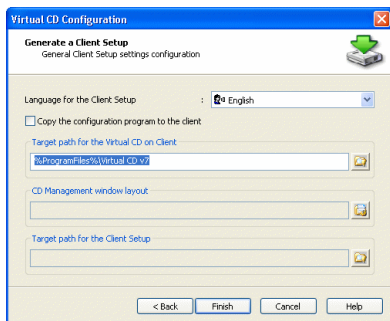 Virtual CD Configuration
Generate a Client Setup
General Client Setup settings configuration
Language for the Client Setup : English
Copy the configuration program to the client
Target path for the Virtual CD on Client
%ProgramFiles%\Virtual CD v7
CD Management window layout
Target path for the Client Setup
< Back Finish Cancel Help